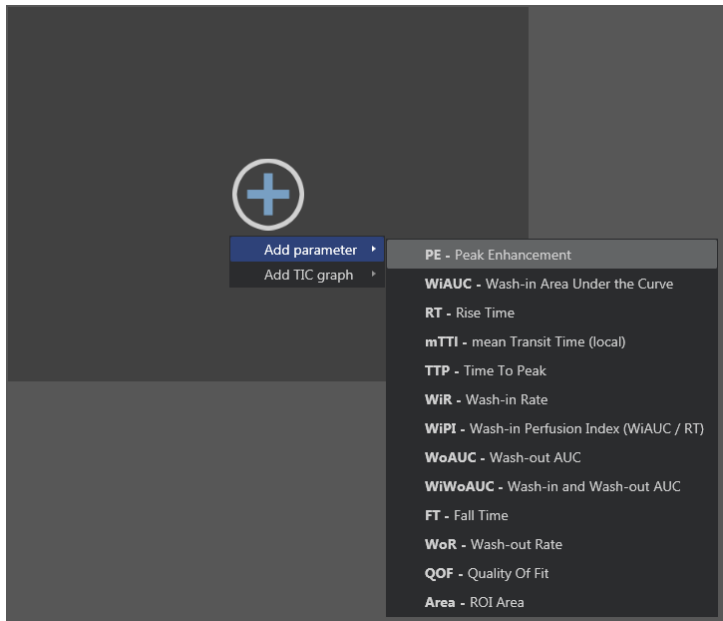 Add parameter
Add TIC graph
PE - Peak Enhancement
WiAUC - Wash-in Area Under the Curve
RT - Rise Time
mTTI - mean Transit Time (local)
TTP - Time To Peak
WiR - Wash-in Rate
WiPI - Wash-in Perfusion Index (WiAUC / RT)
WoAUC - Wash-out AUC
WiWoAUC - Wash-in and Wash-out AUC
FT - Fall Time
WoR - Wash-out Rate
QOF - Quality Of Fit
Area - ROI Area